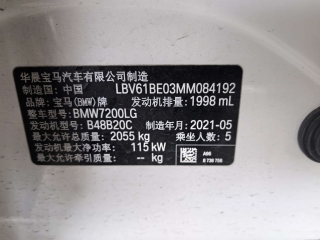 华晨宝马汽车有限公司制造
制造国：中国 LBV61BE03MM084192
品牌：宝马(BMW)牌 发动机排量：1998 mL
整车型号：BMW7200LG
发动机型号：B48B20C 制造年月：2021-05
最大允许总质量：2055 kg 乘坐人数：5
发动机最大净功率：115 kW
最大允许牵引质量：- kg